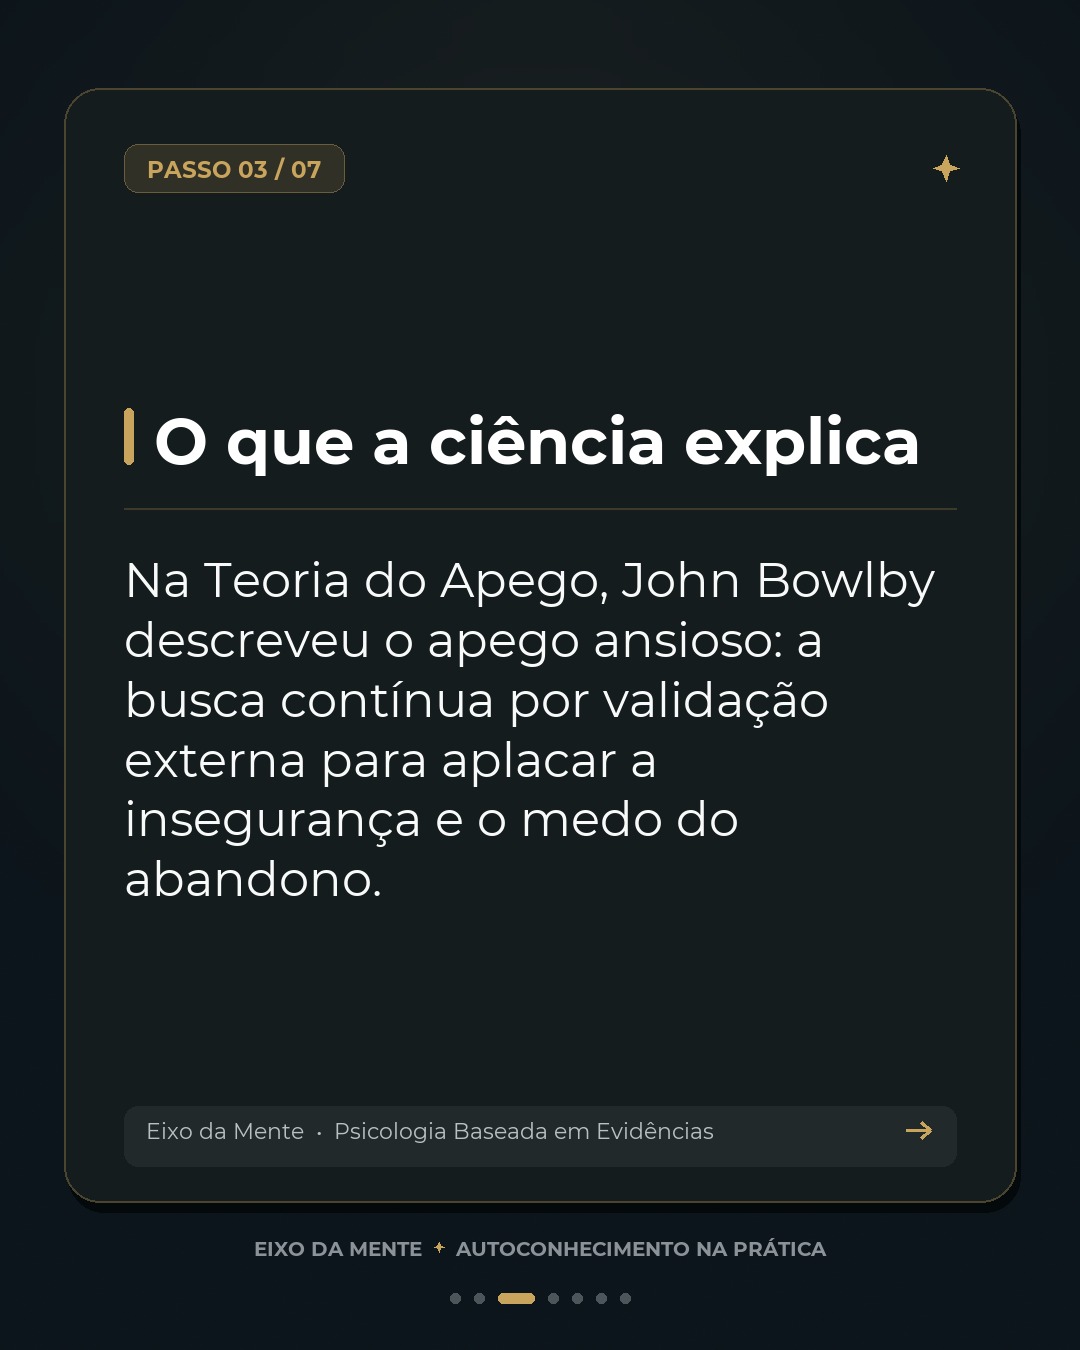 PASSO 03 / 07
O que a ciência explica
Na Teoria do Apego, John Bowlby
descreveu o apego ansioso: a
busca contínua por validação
externa para aplacar a
insegurança e o medo do
abandono.
Eixo da Mente • Psicologia Baseada em Evidências
EIXO DA MENTE ✦ AUTOCONHECIMENTO NA PRÁTICA